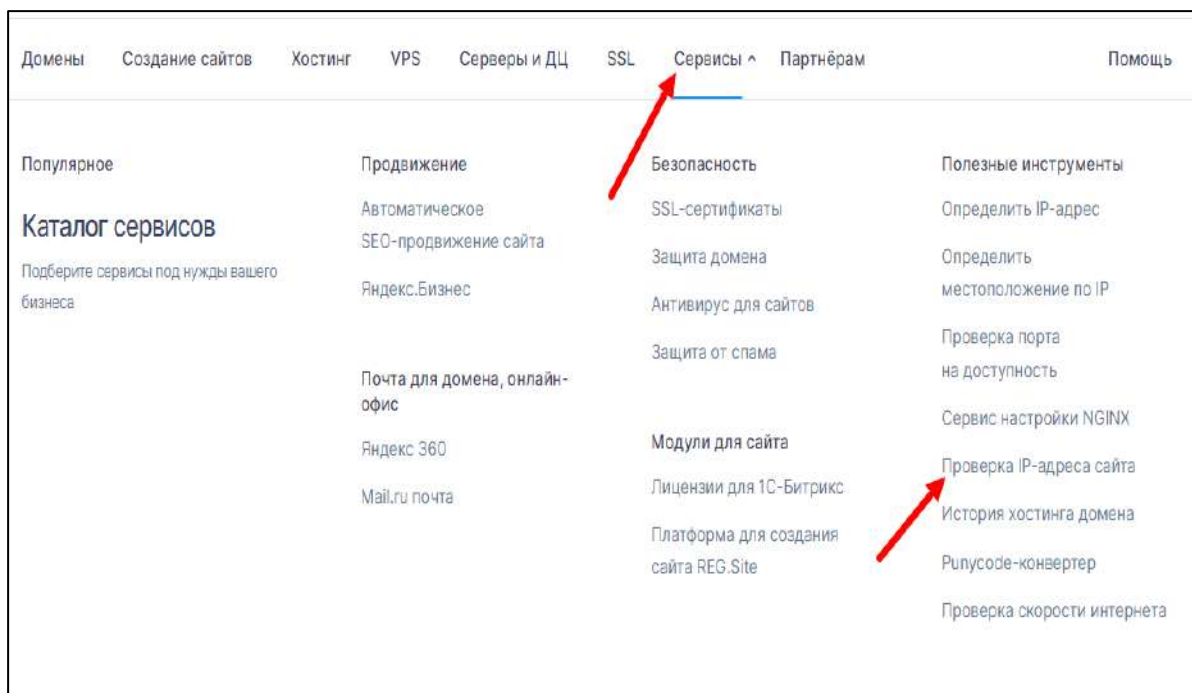 Домены Создание сайтов Хостинг VPS Серверы и ДЦ SSL Сервисы ^ Партнёрам Помощь
Популярное
Каталог сервисов
Подберите сервисы под нужды вашего
бизнеса
Продвижение
Автоматическое
SEO-продвижение сайта
Яндекс.Бизнес
Почта для домена, онлайн-
офис
Яндекс 360
Mail.ru почта
Безопасность
SSL-сертификаты
Защита домена
Антивирус для сайтов
Защита от спама
Модули для сайта
Лицензии для 1С-Битрикс
Платформа для создания
сайта REG.Site
Полезные инструменты
Определить IP-адрес
Определить
местоположение по IP
Проверка порта
на доступность
Сервис настройки NGINX
Проверка IP-адреса сайта
История хостинга домена
Punycode-конвертер
Проверка скорости интернета